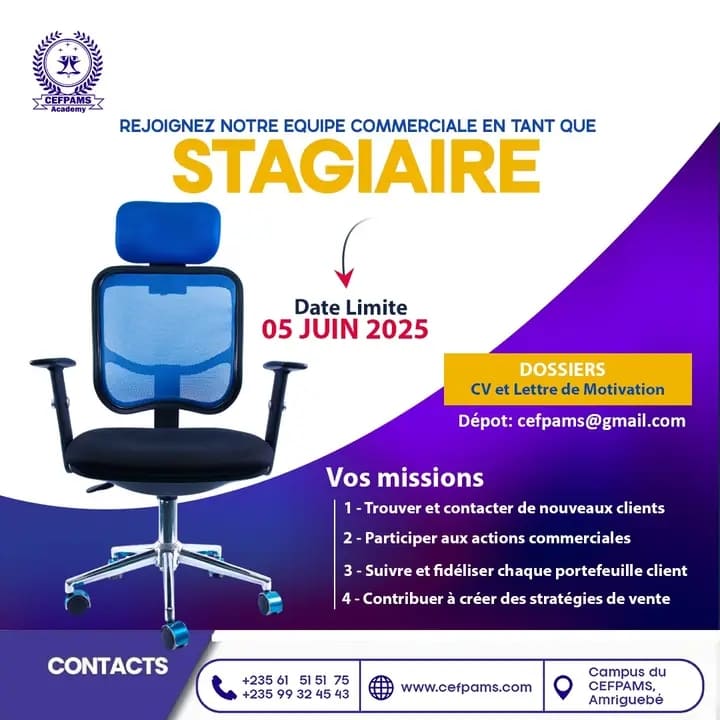 CEFPAMS
Academy
REJOIGNEZ NOTRE EQUIPE COMMERCIALE EN TANT QUE
STAGIAIRE
Date Limite
05 JUIN 2025
DOSSIERS
CV et Lettre de Motivation
Dépot: cefpams@gmail.com
Vos missions
1 - Trouver et contacter de nouveaux clients
2 - Participer aux actions commerciales
3 - Suivre et fidéliser chaque portefeuille client
4 - Contribuer à créer des stratégies de vente
CONTACTS
+235 61 51 51 75
+235 99 32 45 43
www.cefpams.com
Campus du
CEFPAMS,
Amriguebé